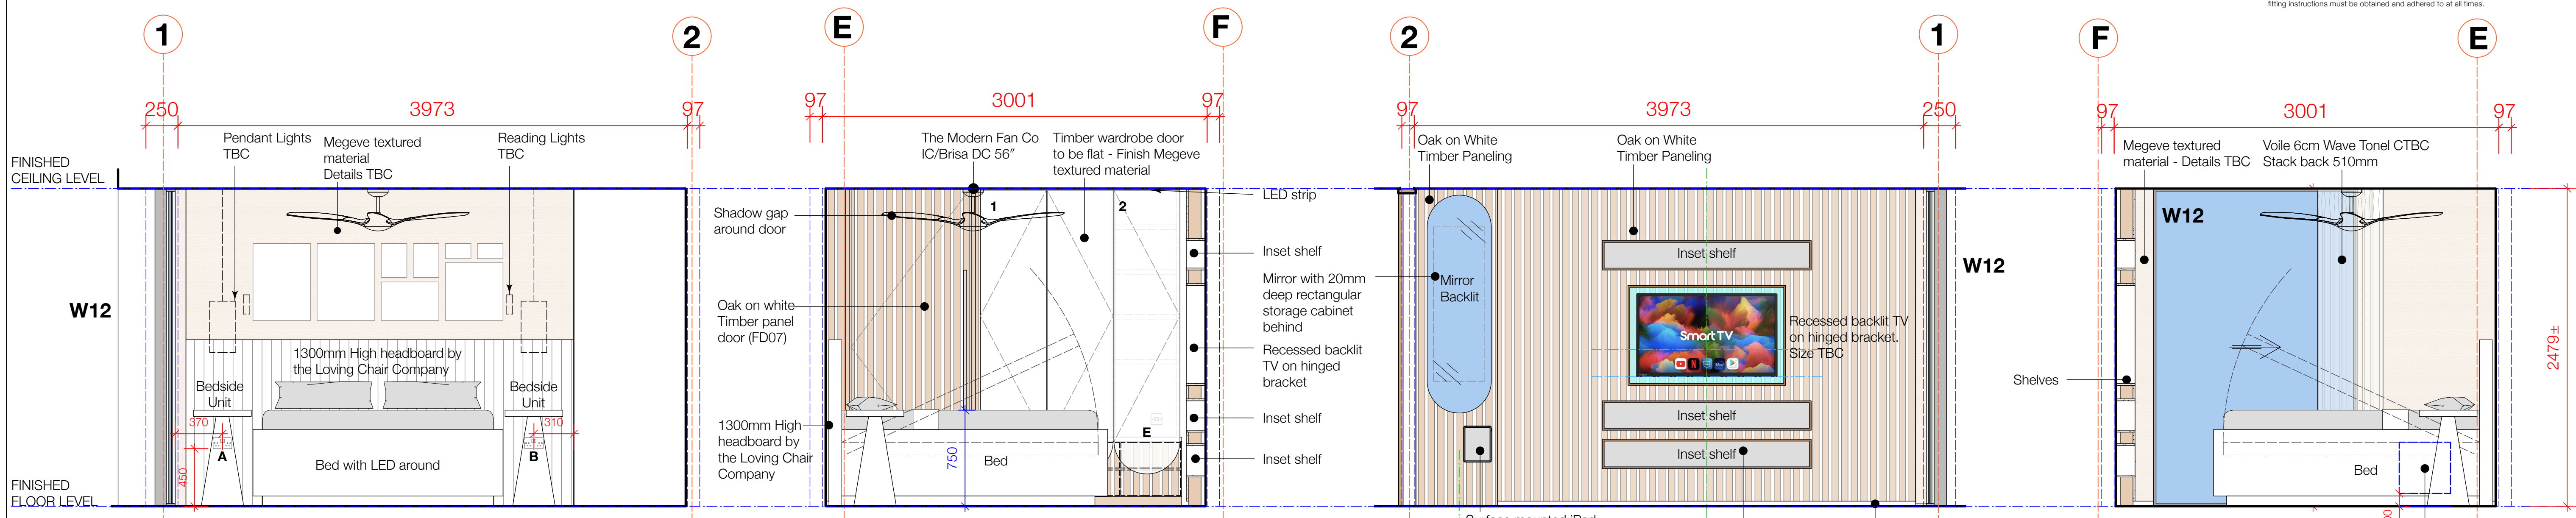 fitting instructions must be obtained and adhered to at all times.
1
2
E
F
2
1
F
E
250
3973
97
97
3001
97
97
3973
250
97
3001
97
Pendant Lights
TBC
Megeve textured
material
Details TBC
Reading Lights
TBC
FINISHED
CEILING LEVEL
W12
1300mm High headboard by
the Loving Chair Company
Bedside
Unit
Bedside
Unit
370
310
A
B
450
Bed with LED around
FINISHED
FLOOR LEVEL
The Modern Fan Co
IC/Brisa DC 56"
Timber wardrobe door
to be flat - Finish Megeve
textured material
Shadow gap
around door
1
2
Oak on white
Timber panel
door (FD07)
1300mm High
headboard by
the Loving Chair
Company
750
Bed
E
LED strip
Inset shelf
Mirror with 20mm
deep rectangular
storage cabinet
behind
Recessed backlit
TV on hinged
bracket
Inset shelf
Inset shelf
Oak on White
Timber Paneling
Oak on White
Timber Paneling
Mirror
Backlit
Inset shelf
Smart TV
Recessed backlit TV
on hinged bracket.
Size TBC
Inset shelf
Inset shelf
W12
Megeve textured
material - Details TBC
Voile 6cm Wave Tonel CTBC
Stack back 510mm
W12
Shelves
Bed
2479±